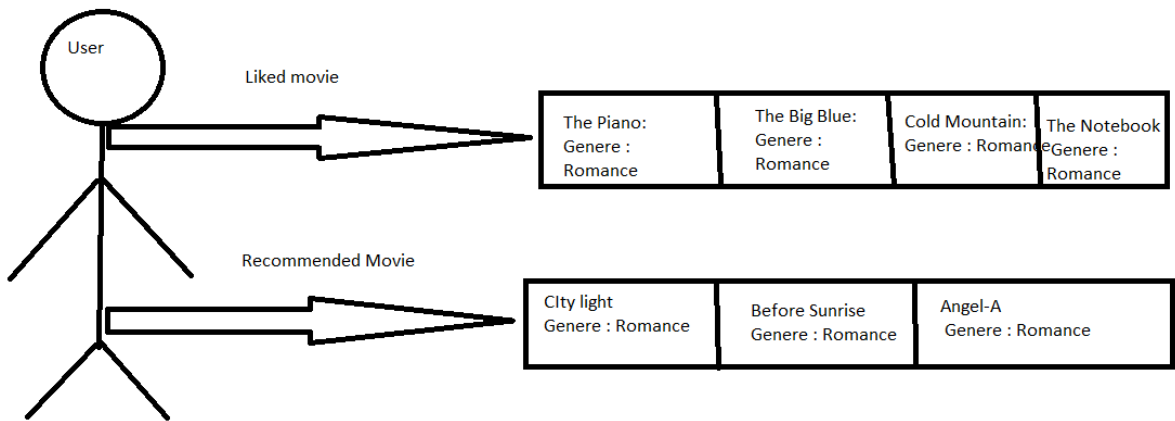 User
Liked movie
The Piano:
Genere :
Romance
The Big Blue:
Genere :
Romance
Cold Mountain:
Genere : Romance
The Notebook
Genere :
Romance
Recommended Movie
CIty light
Genere : Romance
Before Sunrise
Genere : Romance
Angel-A
Genere : Romance